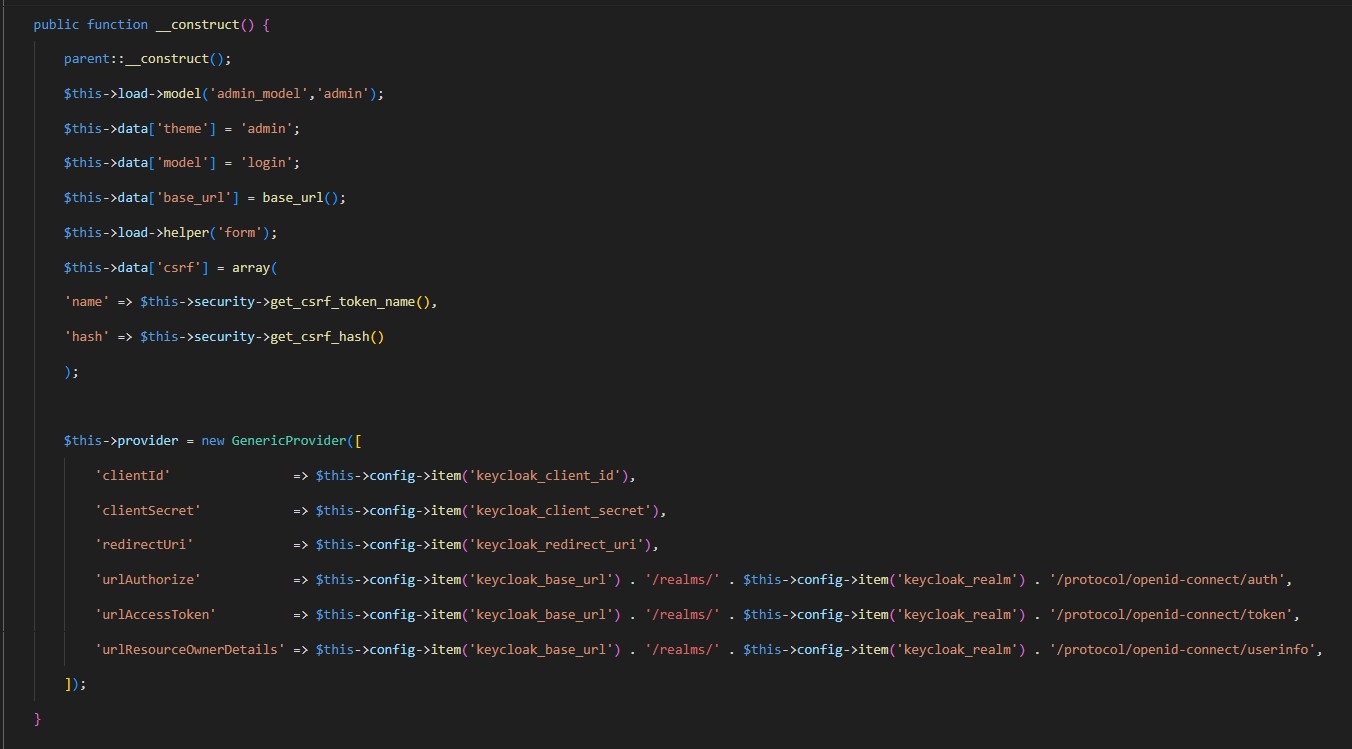 public function __construct() {
parent::__construct();
$this->load->model('admin_model','admin');
$this->data['theme'] = 'admin';
$this->data['model'] = 'login';
$this->data['base_url'] = base_url();
$this->load->helper('form');
$this->data['csrf'] = array(
'name' => $this->security->get_csrf_token_name(),
'hash' => $this->security->get_csrf_hash()
);
$this->provider = new GenericProvider([
'clientId' => $this->config->item('keycloak_client_id'),
'clientSecret' => $this->config->item('keycloak_client_secret'),
'redirectUri' => $this->config->item('keycloak_redirect_uri'),
'urlAuthorize' => $this->config->item('keycloak_base_url') . '/realms/' . $this->config->item('keycloak_realm') . '/protocol/openid-connect/auth',
'urlAccessToken' => $this->config->item('keycloak_base_url') . '/realms/' . $this->config->item('keycloak_realm') . '/protocol/openid-connect/token',
'urlResourceOwnerDetails' => $this->config->item('keycloak_base_url') . '/realms/' . $this->config->item('keycloak_realm') . '/protocol/openid-connect/userinfo',
]);
}